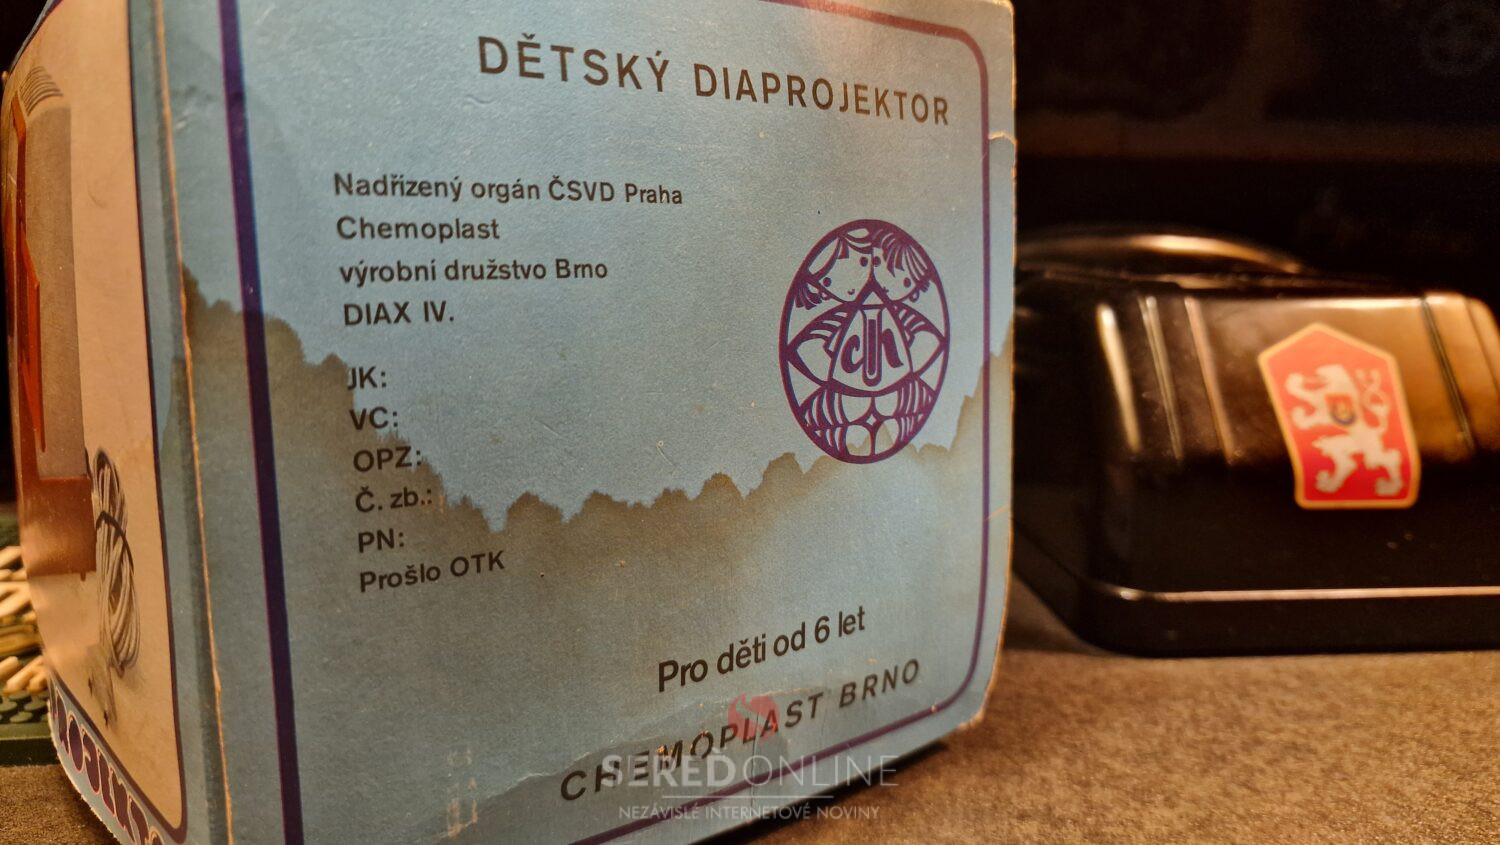 DĚTSKÝ DIAPROJEKTOR
Nadřízený orgán ČSVD Praha
Chemoplast
výrobní družstvo Brno
DIAX IV.
JK:
VC:
OPZ:
Č. zb.:
PN:
Prošlo OTK
Pro děti od 6 let
CHEMOPLAST BRNO
SEREĎONLINE
NEZÁVISLÉ INTERNETOVÉ NOVINY